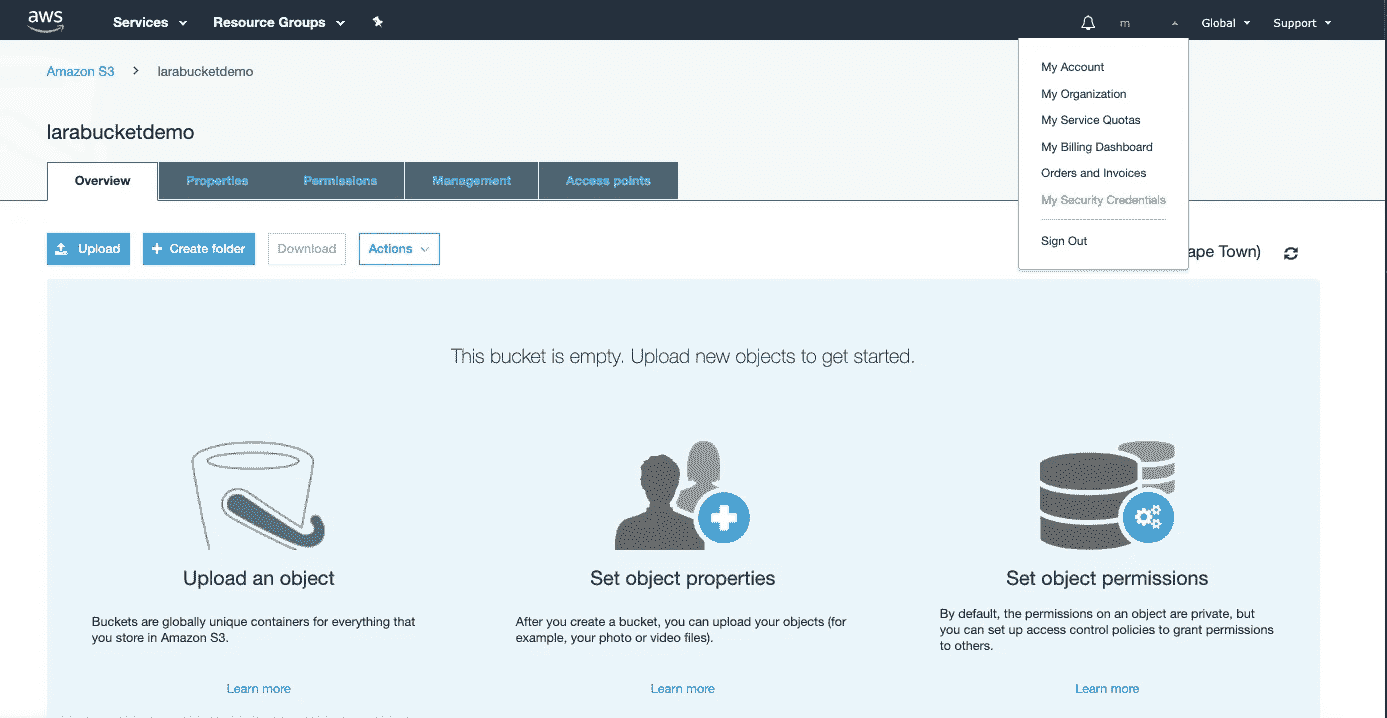 aws
Services
Resource Groups
m
Global
Support
My Account
My Organization
My Service Quotas
My Billing Dashboard
Orders and Invoices
My Security Credentials
Sign Out
Amazon S3
larabucketdemo
larabucketdemo
Overview
Properties
Permissions
Management
Access points
Upload
Create folder
Download
Actions
ape Town)
This bucket is empty. Upload new objects to get started.
Upload an object
Buckets are globally unique containers for everything that
you store in Amazon S3.
Learn more
Set object properties
After you create a bucket, you can upload your objects (for
example, your photo or video files).
Learn more
Set object permissions
By default, the permissions on an object are private, but
you can set up access control policies to grant permissions
to others.
Learn more